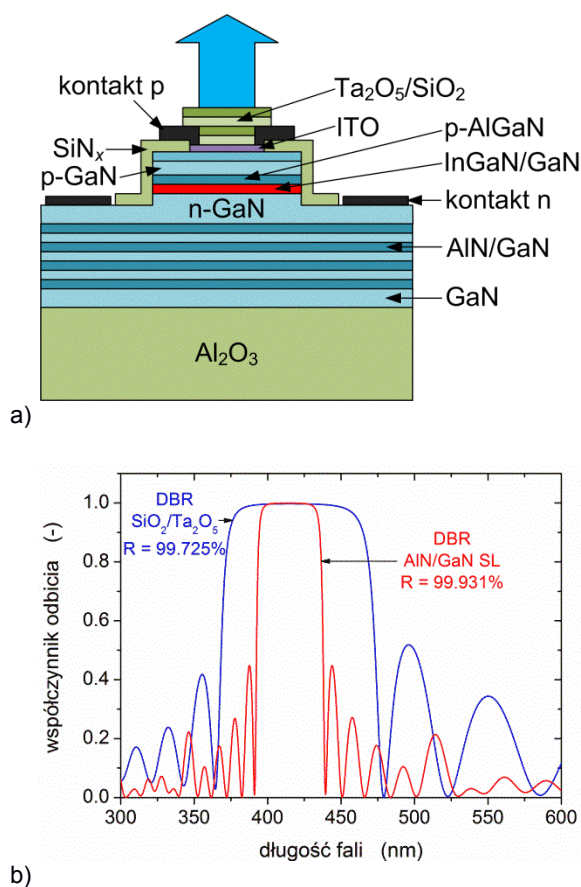 kontakt p
Ta₂O₅/SiO₂
ITO
SiNₓ
p-AlGaN
p-GaN
InGaN/GaN
n-GaN
kontakt n
AlN/GaN
GaN
Al₂O₃
a)
DBR
SiO₂/Ta₂O₅
R = 99.725%
DBR
AlN/GaN SL
R = 99.931%
współczynnik odbicia (-)
1.0
0.8
0.6
0.4
0.2
0.0
300 350 400 450 500 550 600
długość fali (nm)
b)